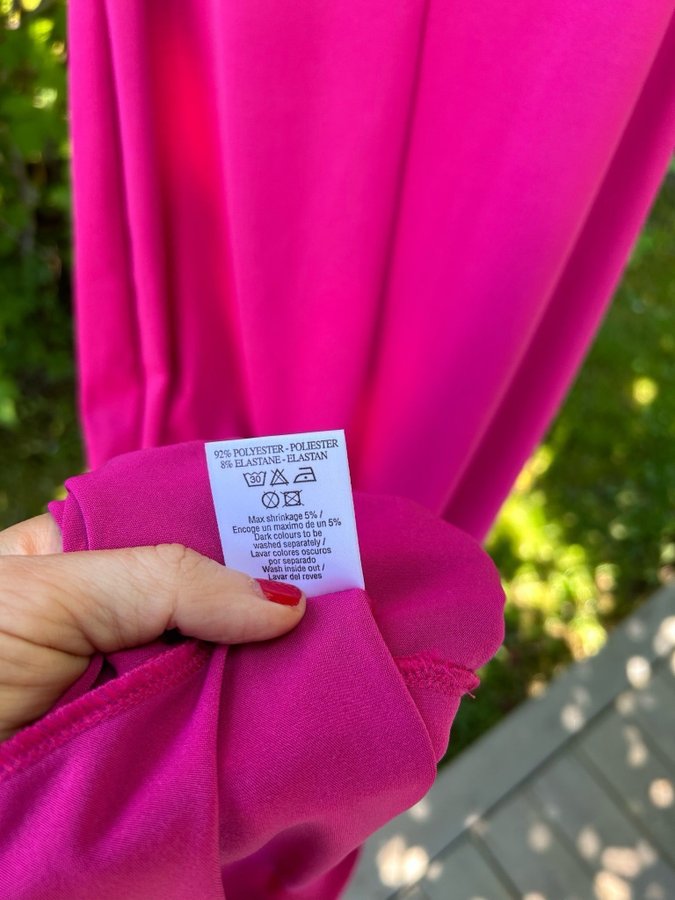 92% POLYESTER - POLIESTER
8% ELASTANE - ELASTAN
30
Max shrinkage 5% /
Encoge un maximo de un 5%
Dark colours to be
washed separately /
Lavar colores oscuros
por separado
Wash inside out /
Lavar del reves